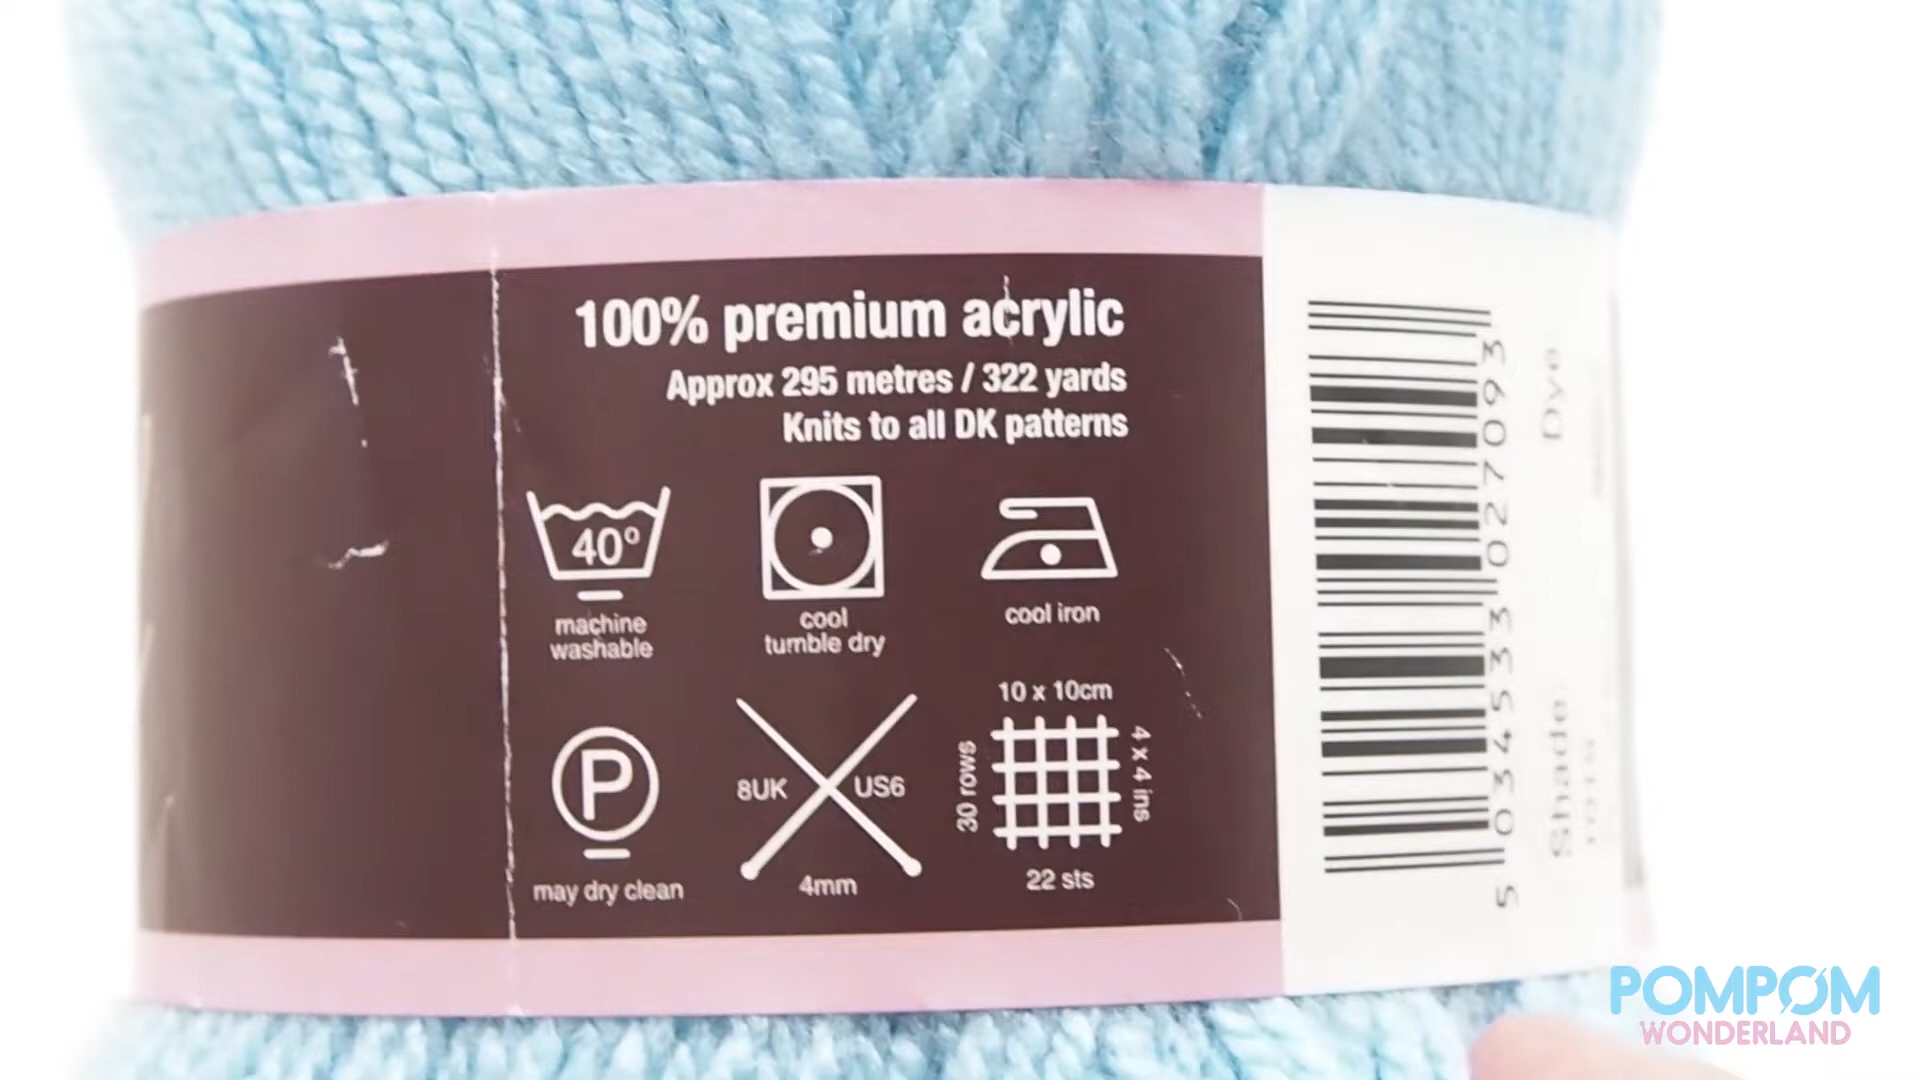 100% premium acrylic
Approx 295 metres / 322 yards
Knits to all DK patterns
40°
machine
washable
cool
tumble dry
cool iron
P
may dry clean
8UK
US6
4mm
10 x 10cm
30 rows
4 x 4 ins
22 sts
5 034533 027093
Shade
Dye
POMPOM
WONDERLAND